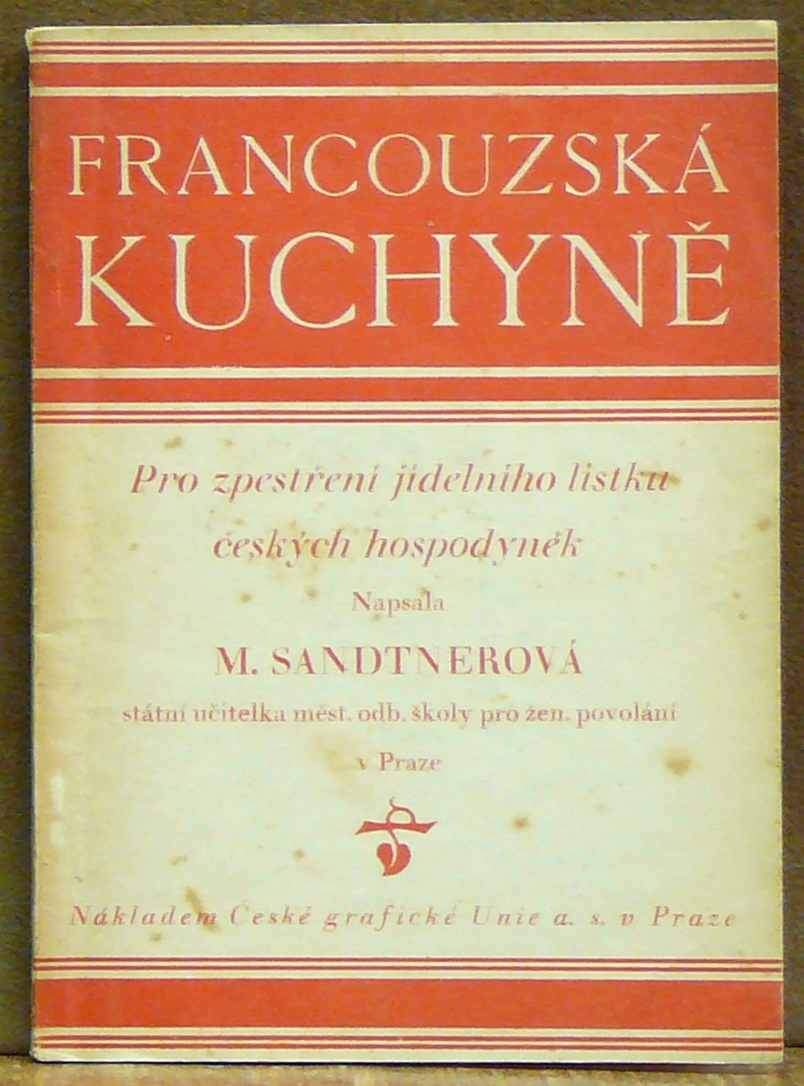 FRANCOUZSKÁ
KUCHYNĚ
Pro zpestření jídelního lístku
českých hospodyněk
Napsala
M. SANDTNEROVÁ
státní učitelka měst. odb. školy pro žen. povolání
v Praze
Nákladem České grafické Unie a. s. v Praze